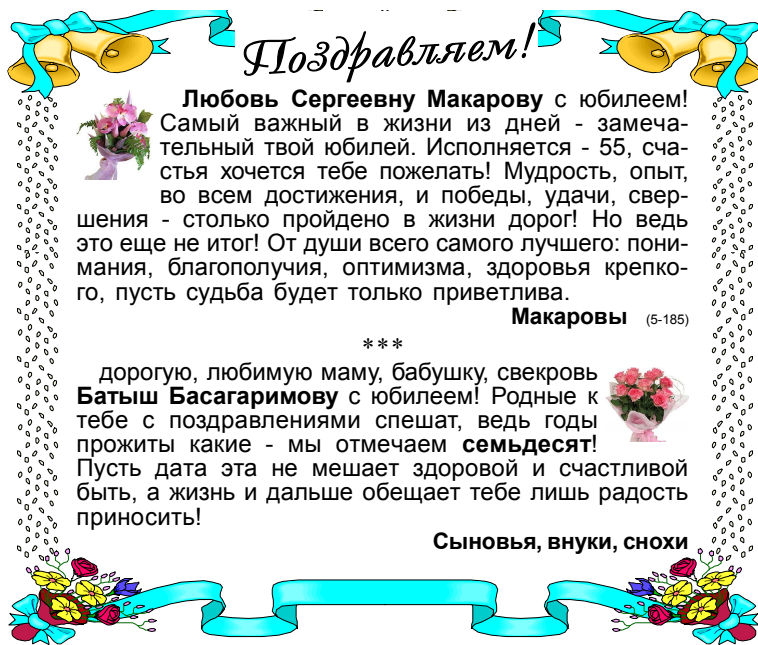 Поздравляем!
Любовь Сергеевну Макарову с юбилеем!
Самый важный в жизни из дней - замеча-
тельный твой юбилей. Исполняется - 55, сча-
стья хочется тебе пожелать! Мудрость, опыт,
во всем достижения, и победы, удачи, свер-
шения - столько пройдено в жизни дорог! Но ведь
это еще не итог! От души всего самого лучшего: пони-
мания, благополучия, оптимизма, здоровья крепко-
го, пусть судьба будет только приветлива.
Макаровы (5-185)
***
дорогую, любимую маму, бабушку, свекровь
Батыш Басагаримову с юбилеем! Родные к
тебе с поздравлениями спешат, ведь годы
прожиты какие - мы отмечаем семьдесят!
Пусть дата эта не мешает здоровой и счастливой
быть, а жизнь и дальше обещает тебе лишь радость
приносить!
Сыновья, внуки, снохи